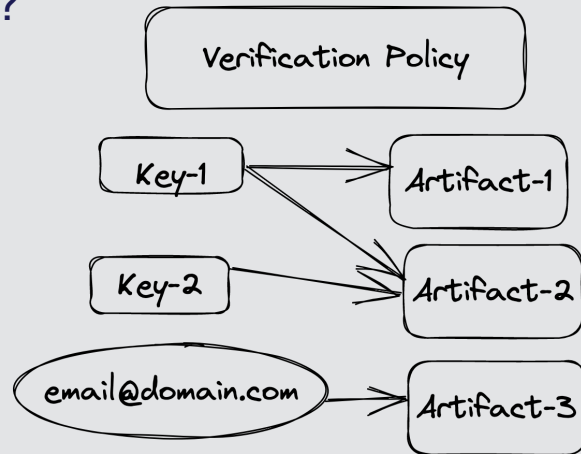 ?
Verification Policy
Key-1
Artifact-1
Key-2
Artifact-2
email@domain.com
Artifact-3